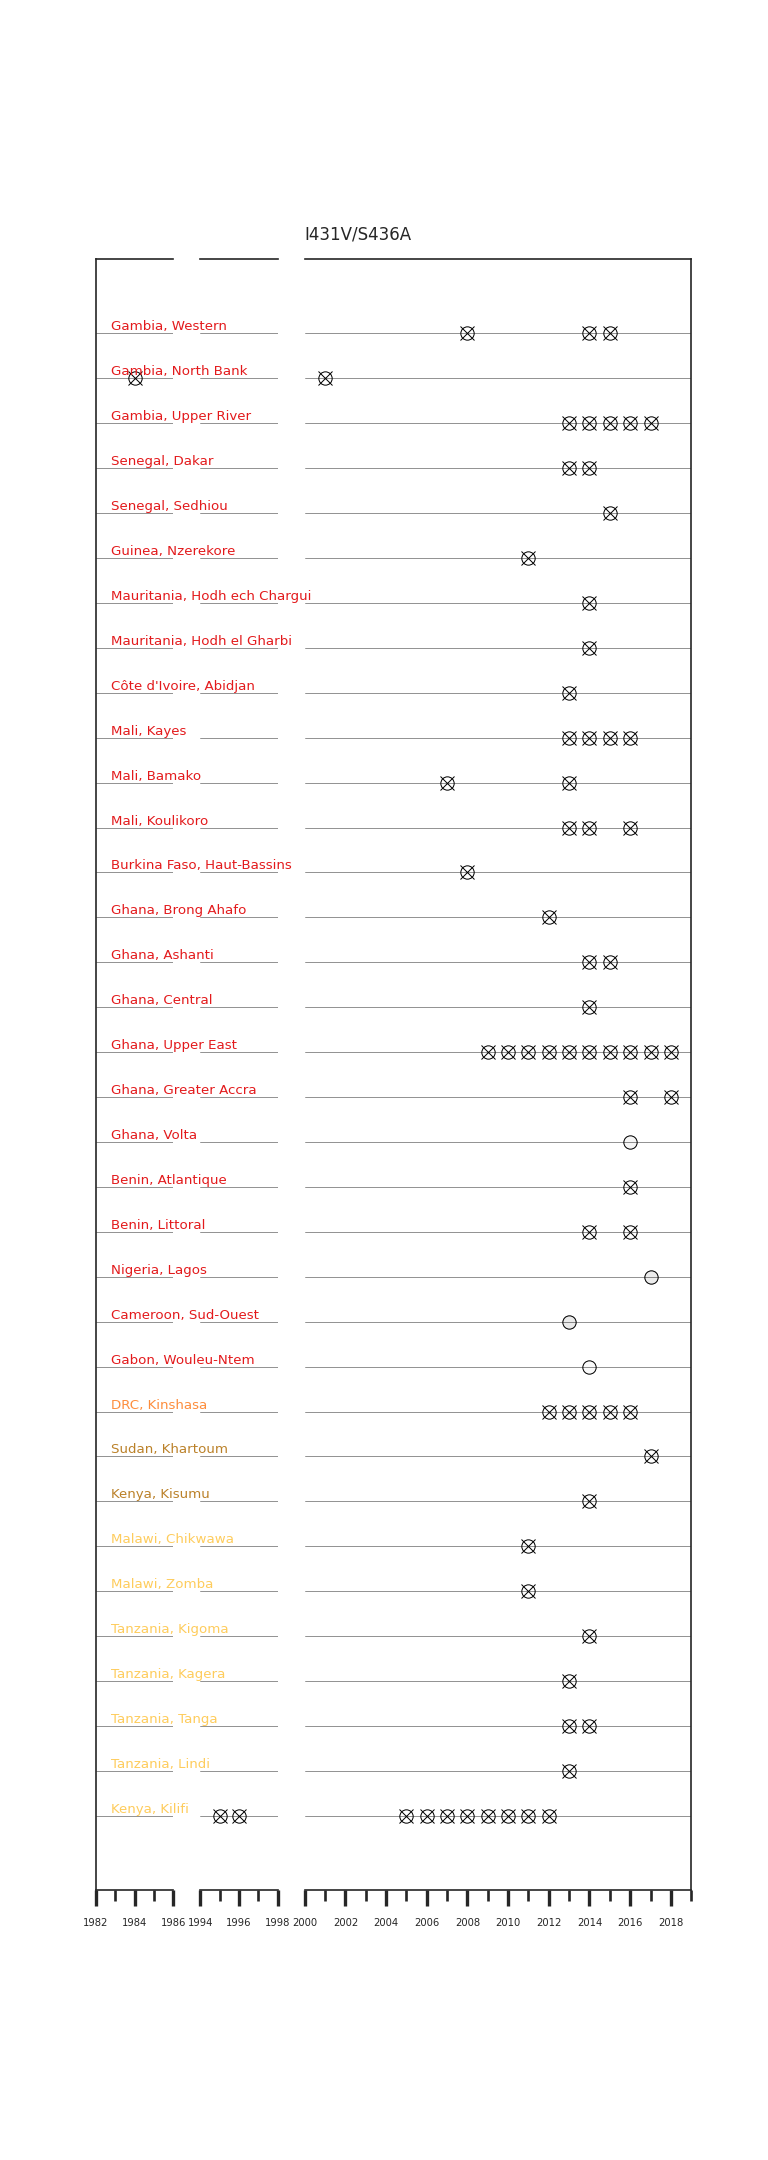 I431V/S436A
Gambia, Western
Gambia, North Bank
Gambia, Upper River
Senegal, Dakar
Senegal, Sedhiou
Guinea, Nzerekore
Mauritania, Hodh ech Chargui
Mauritania, Hodh el Gharbi
Côte d'Ivoire, Abidjan
Mali, Kayes
Mali, Bamako
Mali, Koulikoro
Burkina Faso, Haut-Bassins
Ghana, Brong Ahafo
Ghana, Ashanti
Ghana, Central
Ghana, Upper East
Ghana, Greater Accra
Ghana, Volta
Benin, Atlantique
Benin, Littoral
Nigeria, Lagos
Cameroon, Sud-Ouest
Gabon, Wouleu-Ntem
DRC, Kinshasa
Sudan, Khartoum
Kenya, Kisumu
Malawi, Chikwawa
Malawi, Zomba
Tanzania, Kigoma
Tanzania, Kagera
Tanzania, Tanga
Tanzania, Lindi
Kenya, Kilifi
1982 1984 1986 1994 1996 1998 2000 2002 2004 2006 2008 2010 2012 2014 2016 2018